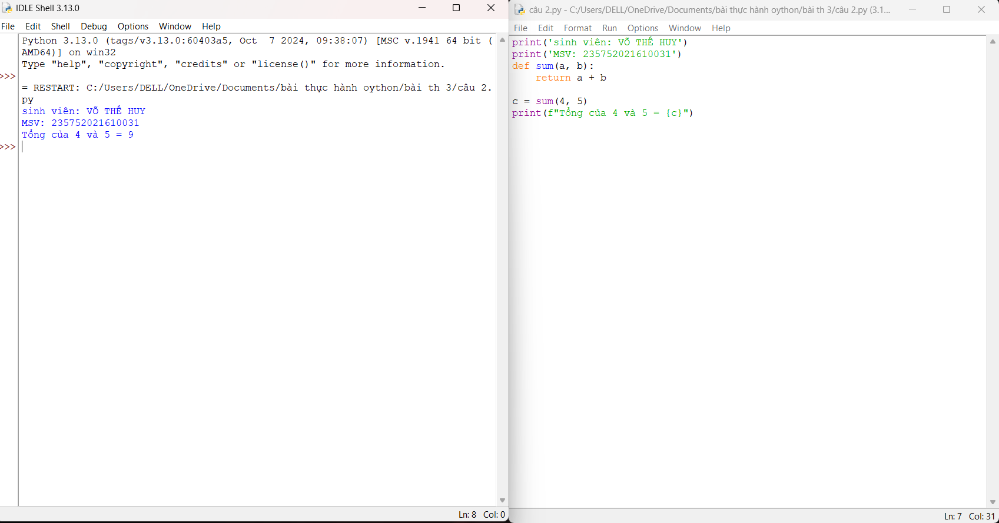 IDLE Shell 3.13.0
File Edit Shell Debug Options Window Help
Python 3.13.0 (tags/v3.13.0:60403a5, Oct  7 2024, 09:38:07) [MSC v.1941 64 bit (
AMD64)] on win32
Type "help", "copyright", "credits" or "license()" for more information.
>>>
= RESTART: C:/Users/DELL/OneDrive/Documents/bài thực hành oython/bài th 3/câu 2.
py
sinh viên: VÕ THẾ HUY
MSV: 235752021610031
Tổng của 4 và 5 = 9
>>>
Ln: 8 Col: 0
câu 2.py - C:/Users/DELL/OneDrive/Documents/bài thực hành oython/bài th 3/câu 2.py (3.1...
File Edit Format Run Options Window Help
print('sinh viên: VÕ THẾ HUY')
print('MSV: 235752021610031')
def sum(a, b):
    return a + b
c = sum(4, 5)
print(f"Tổng của 4 và 5 = {c}")
Ln: 7 Col: 31